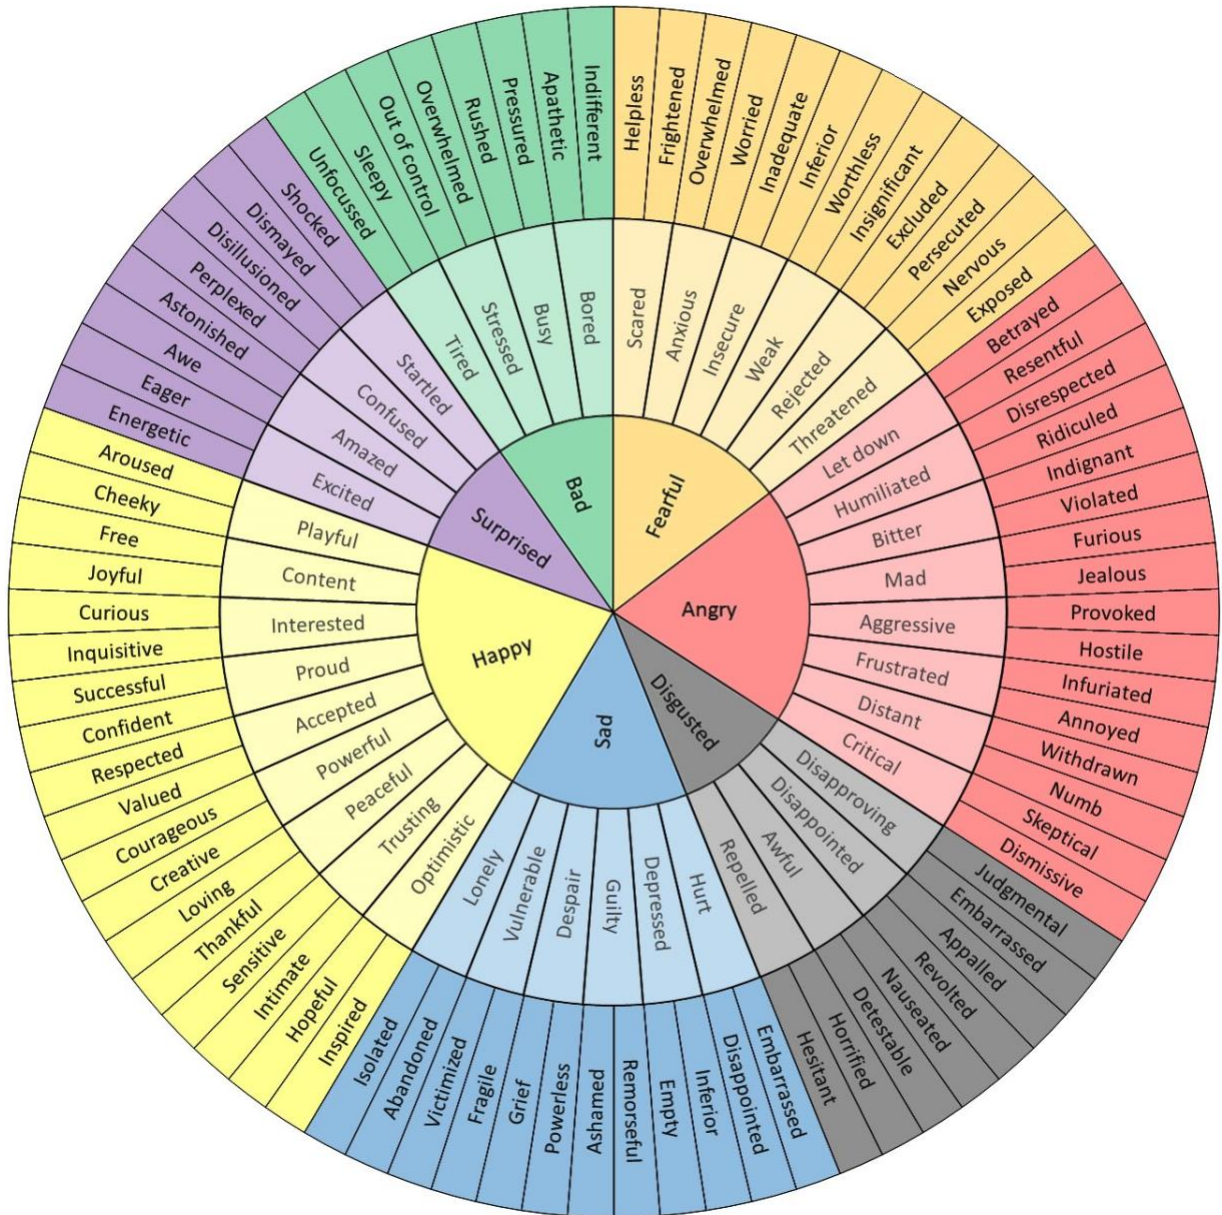 Fearful
Angry
Disgusted
Sad
Happy
Surprised
Bad
Scared
Anxious
Insecure
Weak
Rejected
Threatened
Let down
Humiliated
Bitter
Mad
Aggressive
Frustrated
Distant
Critical
Disapproving
Disappointed
Awful
Repelled
Hurt
Depressed
Guilty
Despair
Vulnerable
Lonely
Optimistic
Trusting
Peaceful
Powerful
Accepted
Proud
Interested
Content
Playful
Excited
Amazed
Confused
Startled
Tired
Stressed
Busy
Bored
Helpless
Frightened
Overwhelmed
Worried
Inadequate
Inferior
Worthless
Insignificant
Excluded
Persecuted
Nervous
Exposed
Betrayed
Resentful
Disrespected
Ridiculed
Indignant
Violated
Furious
Jealous
Provoked
Hostile
Infuriated
Annoyed
Withdrawn
Numb
Skeptical
Dismissive
Judgmental
Embarrassed
Appalled
Revolted
Nauseated
Detestable
Horrified
Hesitant
Embarrassed
Disappointed
Inferior
Empty
Remorseful
Ashamed
Powerless
Grief
Fragile
Victimized
Abandoned
Isolated
Inspired
Hopeful
Intimate
Sensitive
Thankful
Loving
Creative
Courageous
Valued
Respected
Confident
Successful
Inquisitive
Curious
Joyful
Free
Cheeky
Aroused
Energetic
Eager
Awe
Astonished
Perplexed
Disillusioned
Dismayed
Shocked
Unfocussed
Sleepy
Out of control
Overwhelmed
Rushed
Pressured
Apathetic
Indifferent